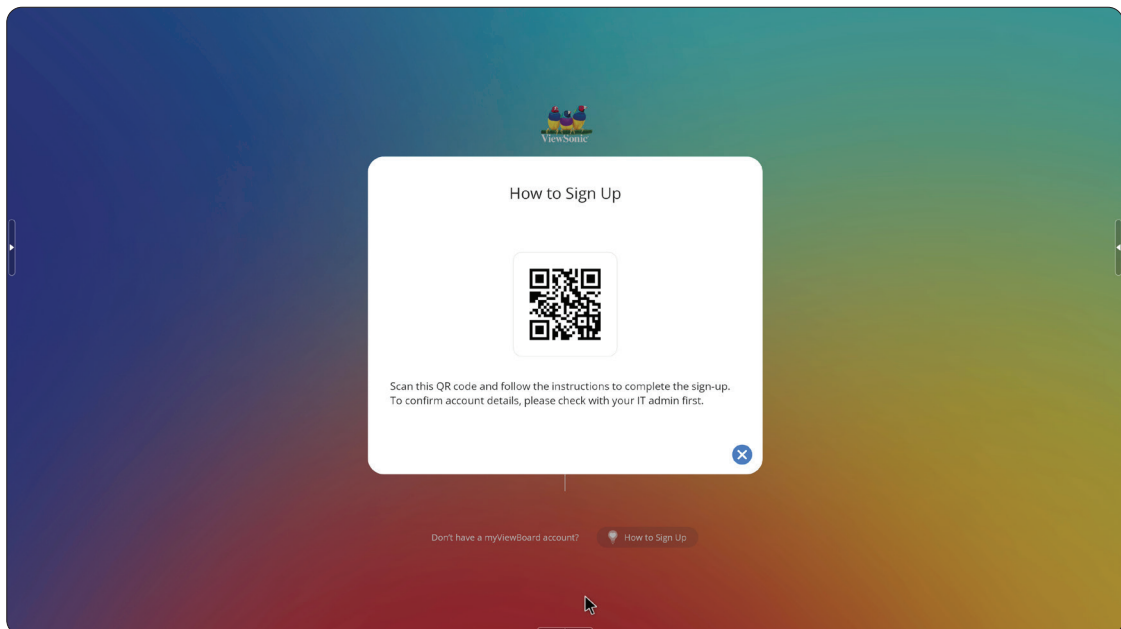 ViewSonic
How to Sign Up
Scan this QR code and follow the instructions to complete the sign-up.
To confirm account details, please check with your IT admin first.
Don't have a myViewBoard account?
How to Sign Up